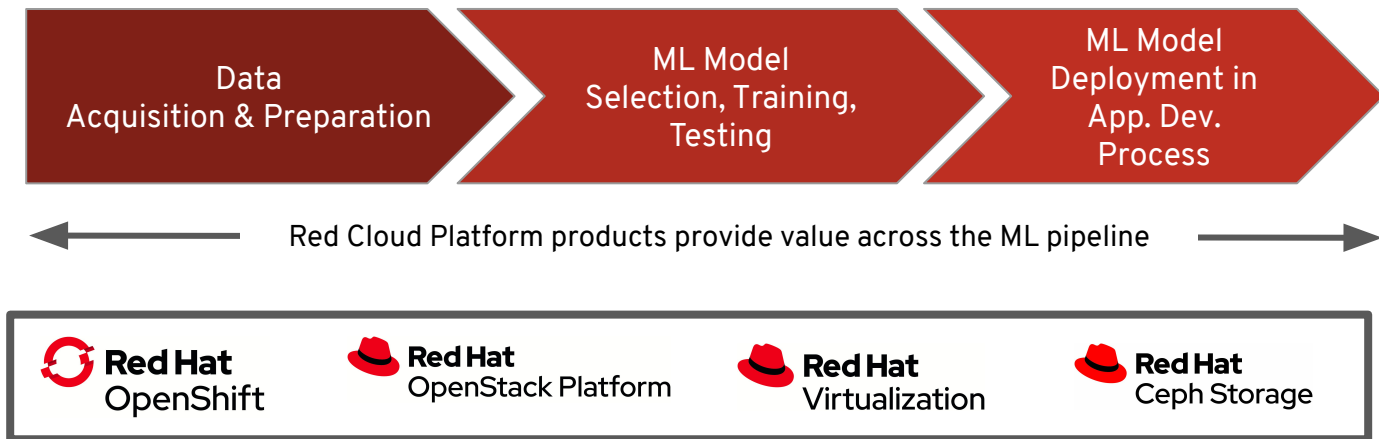 Data
Acquisition & Preparation
ML Model
Selection, Training,
Testing
ML Model
Deployment in
App. Dev.
Process
Red Cloud Platform products provide value across the ML pipeline
Red Hat
OpenShift
Red Hat
OpenStack Platform
Red Hat
Virtualization
Red Hat
Ceph Storage